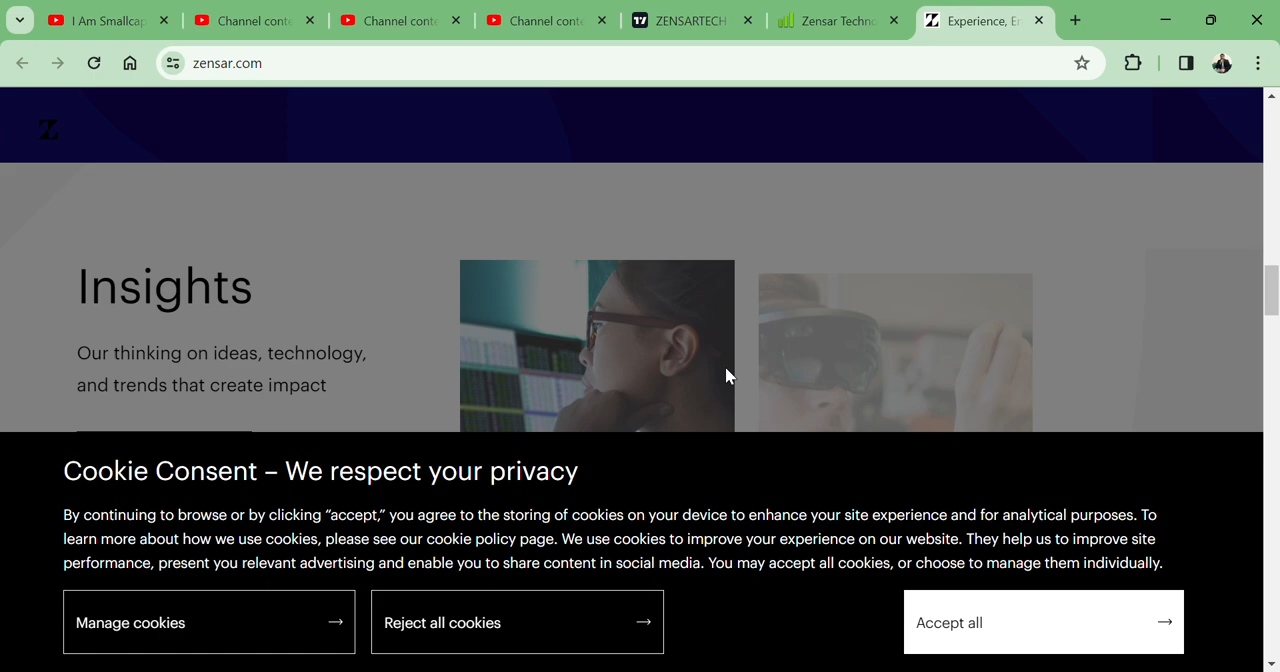 I Am Smallcap
Channel conte
Channel conte
Channel conte
ZENSARTECH
Zensar Techno
Experience, En
zensar.com
Insights
Our thinking on ideas, technology,
and trends that create impact
Cookie Consent – We respect your privacy
By continuing to browse or by clicking “accept,” you agree to the storing of cookies on your device to enhance your site experience and for analytical purposes. To
learn more about how we use cookies, please see our cookie policy page. We use cookies to improve your experience on our website. They help us to improve site
performance, present you relevant advertising and enable you to share content in social media. You may accept all cookies, or choose to manage them individually.
Manage cookies
Reject all cookies
Accept all